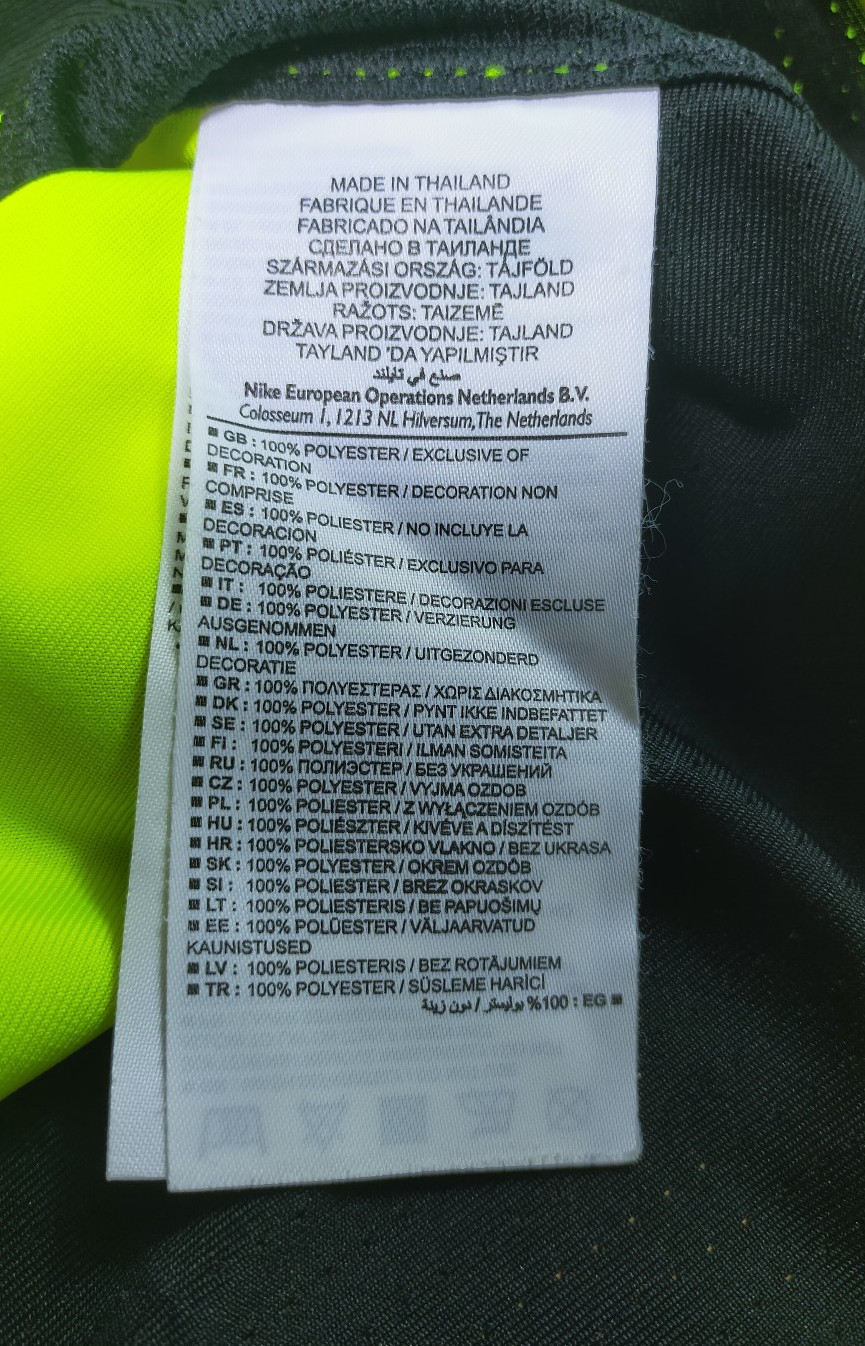 MADE IN THAILAND
FABRIQUE EN THAILANDE
FABRICADO NA TAILÂNDIA
СДЕЛАНО В ТАИЛАНДЕ
SZÁRMAZÁSI ORSZÁG: TÁJFÖLD
ZEMLJA PROIZVODNJE: TAJLAND
RAŽOTS: TAIZEMĒ
DRŽAVA PROIZVODNJE: TAJLAND
TAYLAND 'DA YAPILMIŞTIR
صنع في تايلند
Nike European Operations Netherlands B.V.
Colosseum 1, 1213 NL Hilversum, The Netherlands
GB : 100% POLYESTER / EXCLUSIVE OF
DECORATION
FR : 100% POLYESTER / DECORATION NON
COMPRISE
ES : 100% POLIESTER / NO INCLUYE LA
DECORACION
PT : 100% POLIÉSTER / EXCLUSIVO PARA
DECORAÇÃO
IT : 100% POLIESTERE / DECORAZIONI ESCLUSE
DE : 100% POLYESTER / VERZIERUNG
AUSGENOMMEN
NL : 100% POLYESTER / UITGEZONDERD
DECORATIE
GR : 100% ΠΟΛΥΕΣΤΕΡΑΣ / ΧΩΡΙΣ ΔΙΑΚΟΣΜΗΤΙΚΑ
DK : 100% POLYESTER / PYNT IKKE INDBEFATTET
SE : 100% POLYESTER / UTAN EXTRA DETALJER
Fi : 100% POLYESTERI / ILMAN SOMISTEITA
RU : 100% ПОЛИЭСТЕР / БЕЗ УКРАШЕНИЙ
CZ : 100% POLYESTER / VYJMA OZDOB
PL : 100% POLIESTER / Z WYŁĄCZENIEM OZDÓB
HU : 100% POLIÉSZTER / KIVÉVE A DÍSZÍTÉST
HR : 100% POLIESTERSKO VLAKNO / BEZ UKRASA
SK : 100% POLYESTER / OKREM OZDÔB
SI : 100% POLIESTER / BREZ OKRASKOV
LT : 100% POLIESTERIS / BE PAPUOŠIMŲ
EE : 100% POLÜESTER / VÄLJAARVATUD
KAUNISTUSED
LV : 100% POLIESTERIS / BEZ ROTĀJUMIEM
TR : 100% POLYESTER / SÜSLEME HARİCİ
EG : 100% بوليستر / دون زينة